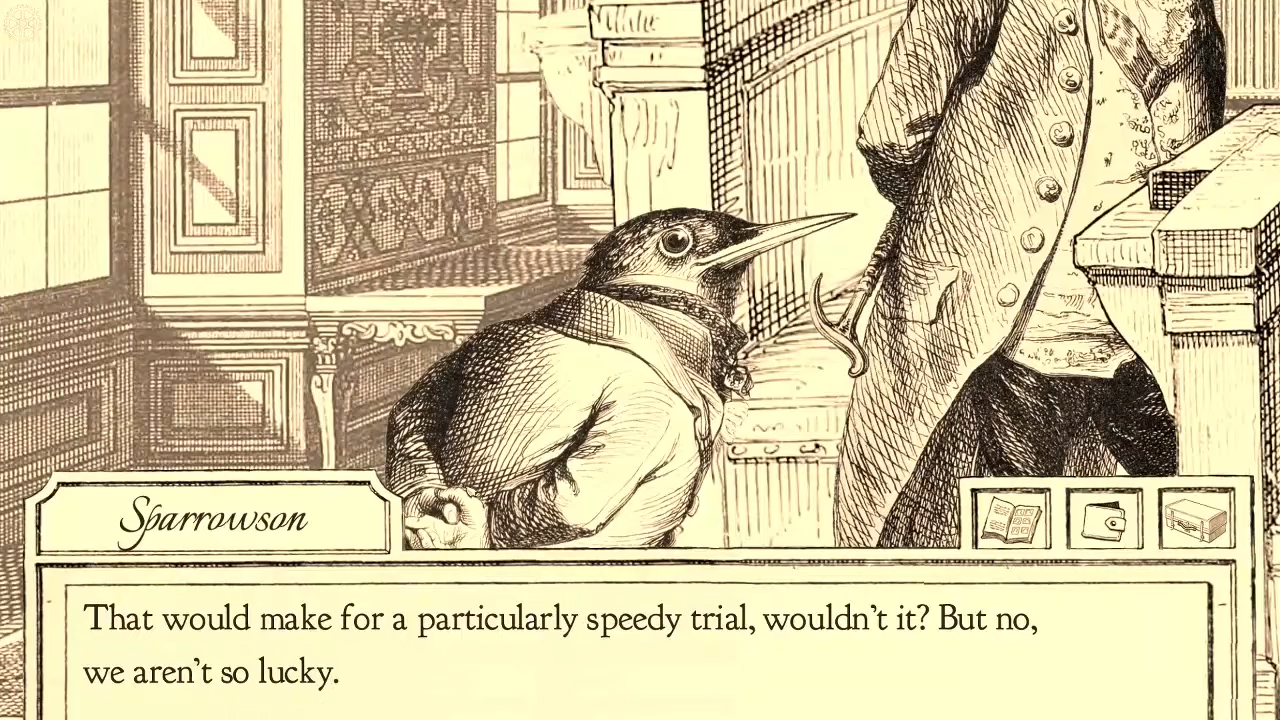 Sparrowson
That would make for a particularly speedy trial, wouldn't it? But no,
we aren't so lucky.